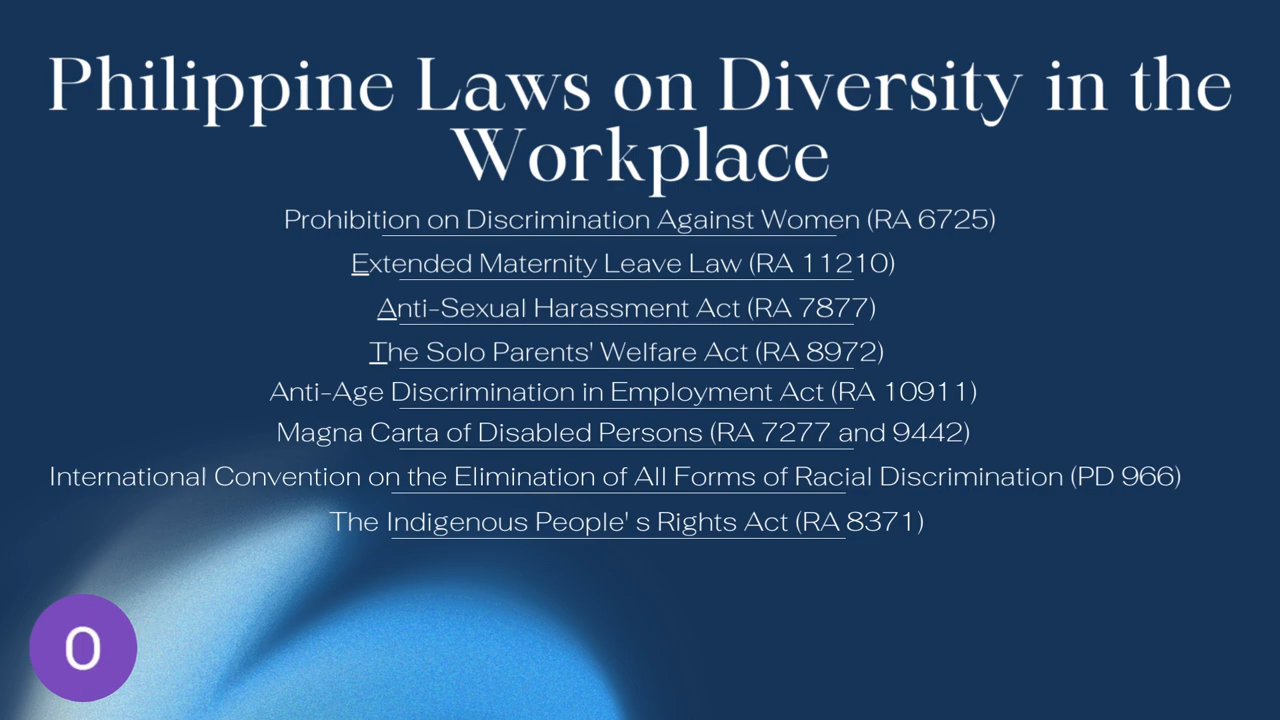 Philippine Laws on Diversity in the
Workplace
Prohibition on Discrimination Against Women (RA 6725)
Extended Maternity Leave Law (RA 11210)
Anti-Sexual Harassment Act (RA 7877)
The Solo Parents' Welfare Act (RA 8972)
Anti-Age Discrimination in Employment Act (RA 10911)
Magna Carta of Disabled Persons (RA 7277 and 9442)
International Convention on the Elimination of All Forms of Racial Discrimination (PD 966)
The Indigenous People' s Rights Act (RA 8371)
0